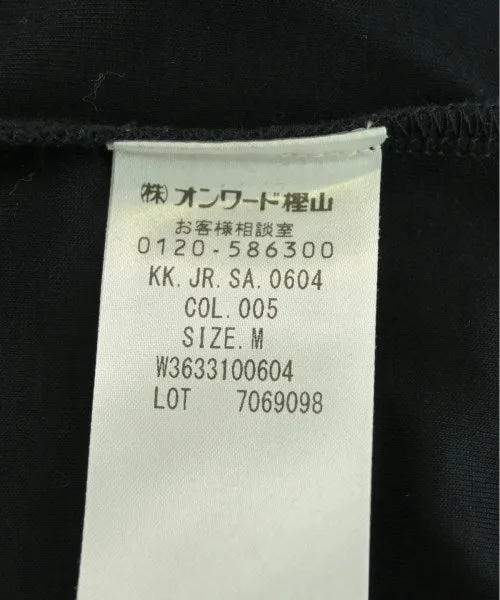 (株)オンワード樫山
お客様相談室
0120-586300
KK.JR.SA.0604
COL.005
SIZE.M
W3633100604
LOT 7069098